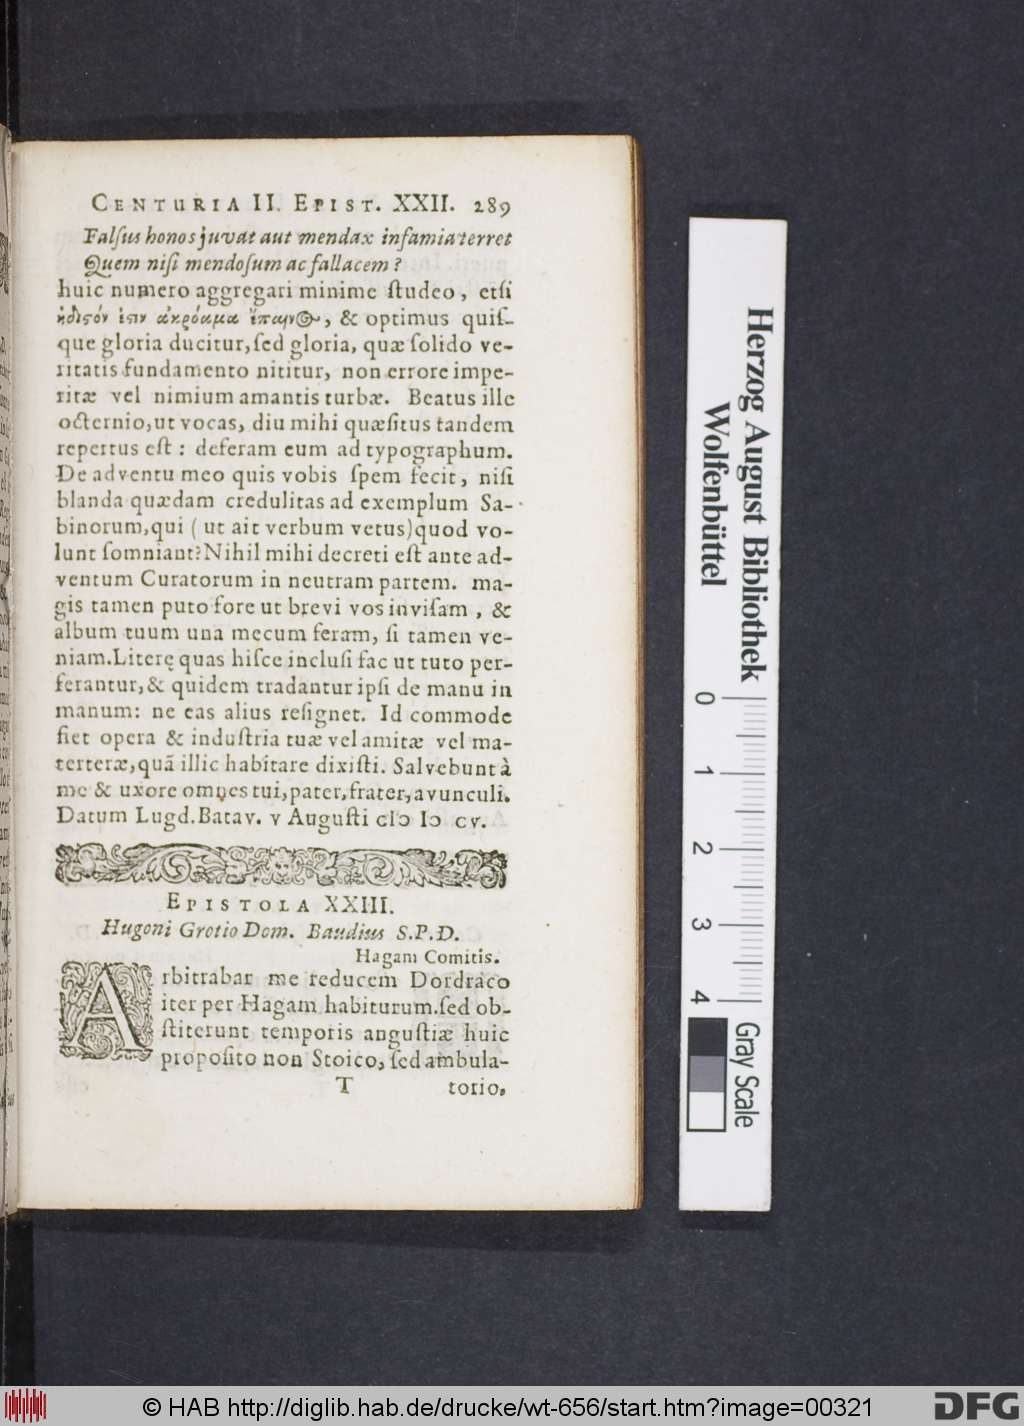 CENTURIA II. EPIST. XXII. 289
Falsus honos juvat aut mendax infamia terret
Quem nisi mendosum ac fallacem?
huic numero aggregari minime studeo, etsi
ἥδιστόν ἐστιν ἀκρόαμα ἔπαινος, & optimus quis-
que gloria ducitur, sed gloria, quæ solido ve-
ritatis fundamento nititur, non errore impe-
ritæ vel nimium amantis turbæ. Beatus ille
octernio, ut vocas, diu mihi quæsitus tandem
repertus est: deferam eum ad typographum.
De adventu meo quis vobis spem fecit, nisi
blanda quædam credulitas ad exemplum Sa-
binorum, qui (ut ait verbum vetus) quod vo-
lunt somniant? Nihil mihi decreti est ante ad-
ventum Curatorum in neutram partem. ma-
gis tamen puto fore ut brevi vos invisam, &
album tuum una mecum feram, si tamen ve-
niam. Literę quas hisce inclusi fac ut tuto per-
ferantur, & quidem tradantur ipsi de manu in
manum: ne eas alius resignet. Id commode
fiet opera & industria tuæ vel amitæ vel ma-
terteræ, quã illic habitare dixisti. Salvebunt à
me & uxore omnes tui, pater, frater, avunculi.
Datum Lugd. Batav. v Augusti cIↄ Iↄ cv.
EPISTOLA XXIII.
Hugoni Grotio Dom. Baudius S.P.D.
Hagam Comitis.
Arbitrabar me reducem Dordraco
iter per Hagam habiturum. sed ob-
stiterunt temporis angustiæ huic
proposito non Stoico, sed ambula-
T torio.
Herzog August Bibliothek
Wolfenbüttel
0 1 2 3 4
Gray Scale
© HAB http://diglib.hab.de/drucke/wt-656/start.htm?image=00321
DFG